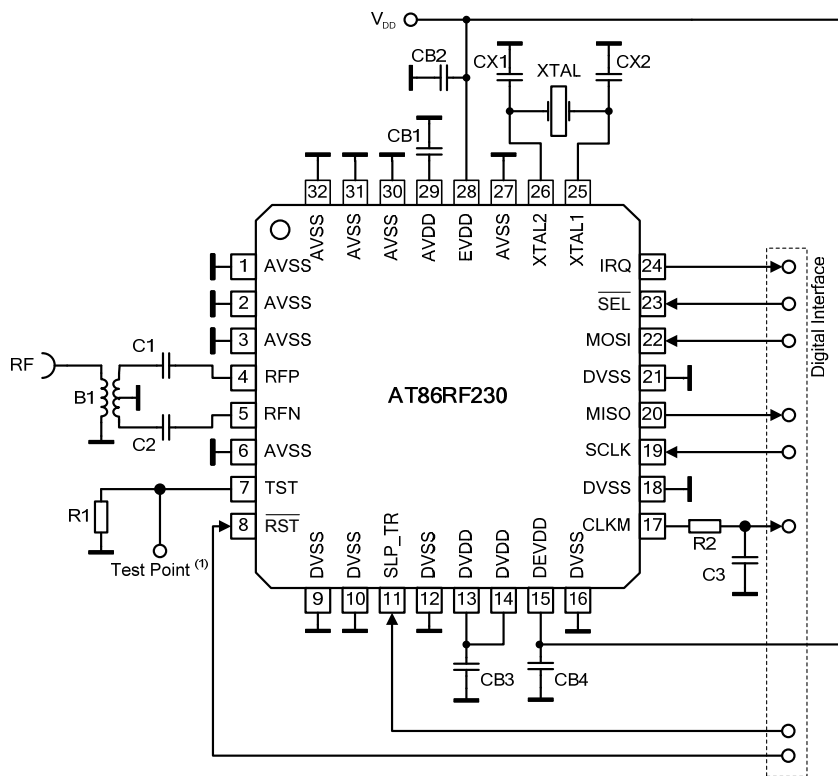 VDD
CB2
CX1
XTAL
CX2
CB1
32 31 30 29 28 27 26 25
AVSS AVSS AVSS AVDD EVDD AVSS XTAL2 XTAL1
1 AVSS
2 AVSS
3 AVSS
4 RFP
5 RFN
6 AVSS
7 TST
8 RST
RF
B1
C1
C2
R1
Test Point (1)
AT86RF230
IRQ 24
SEL 23
MOSI 22
DVSS 21
MISO 20
SCLK 19
DVSS 18
CLKM 17
R2
C3
Digital Interface
DVSS DVSS SLP_TR DVSS DVDD DVDD DEVDD DVSS
9 10 11 12 13 14 15 16
CB3
CB4